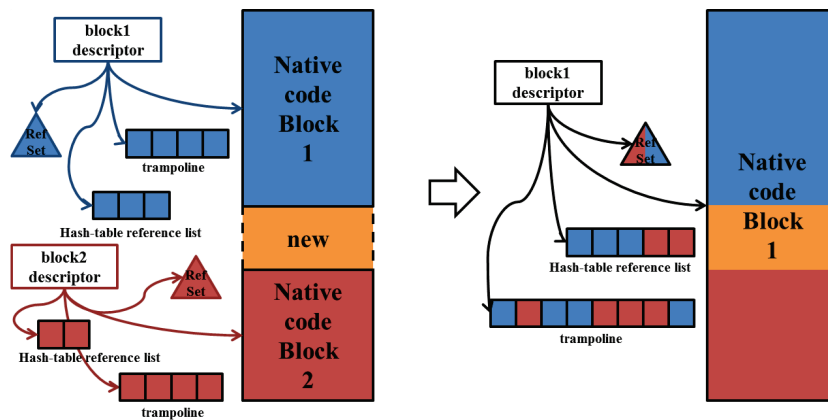 block1
descriptor
Ref
Set
trampoline
Hash-table reference list
block2
descriptor
Ref
Set
Hash-table reference list
trampoline
Native
code
Block
1
new
Native
code
Block
2
block1
descriptor
Ref
Set
Hash-table reference list
trampoline
Native
code
Block
1